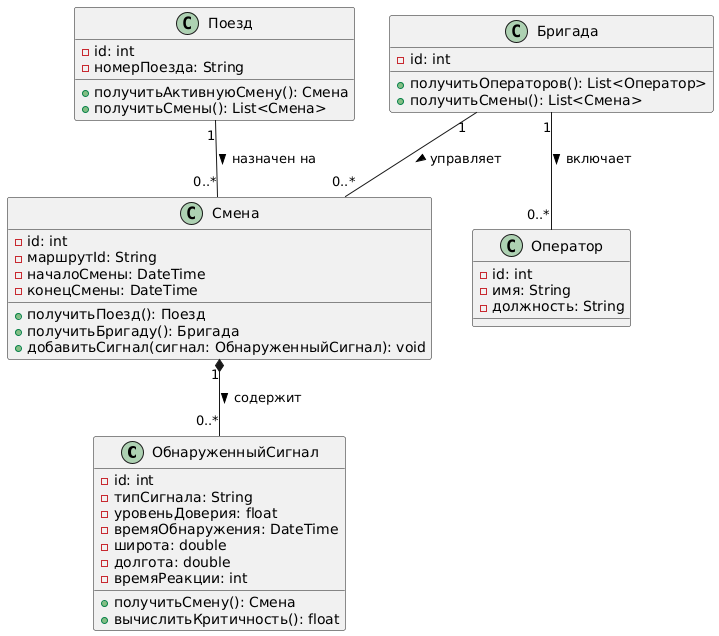 C Поезд
id: int
номерПоезда: String
получитьАктивнуюСмену(): Смена
получитьСмены(): List<Смена>
C Бригада
id: int
получитьОператоров(): List<Оператор>
получитьСмены(): List<Смена>
1
назначен на
0..*
1
управляет
0..*
1
включает
0..*
C Смена
id: int
маршрутId: String
началоСмены: DateTime
конецСмены: DateTime
получитьПоезд(): Поезд
получитьБригаду(): Бригада
добавитьСигнал(сигнал: ОбнаруженныйСигнал): void
C Оператор
id: int
имя: String
должность: String
1
содержит
0..*
C ОбнаруженныйСигнал
id: int
типСигнала: String
уровеньДоверия: float
времяОбнаружения: DateTime
широта: double
долгота: double
времяРеакции: int
получитьСмену(): Смена
вычислитьКритичность(): float